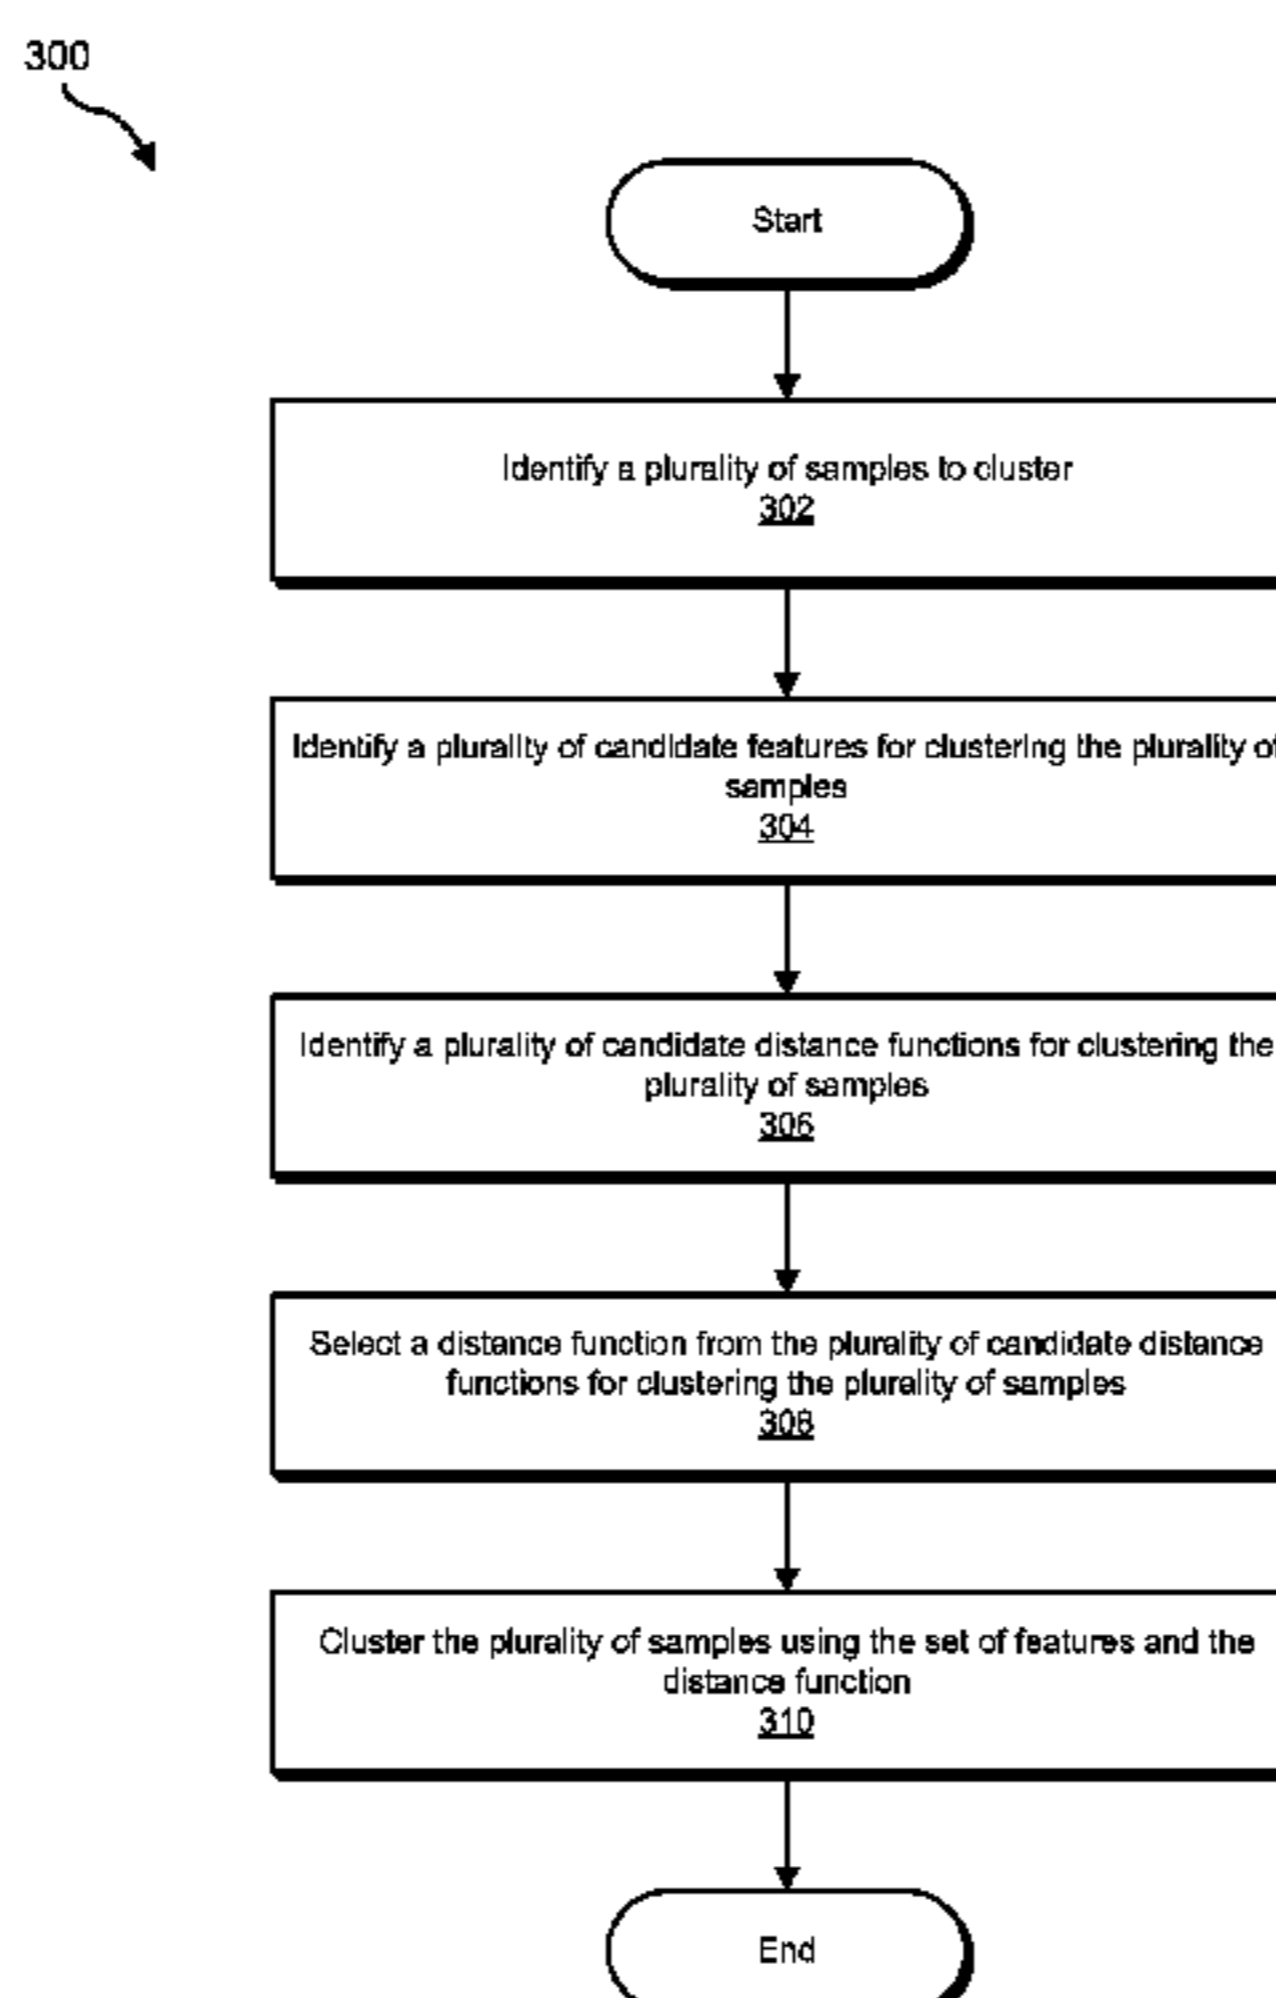 300
Start
Identify a plurality of samples to cluster
302
Identify a plurality of candidate features for clustering the plurality of
samples
304
Identify a plurality of candidate distance functions for clustering the
plurality of samples
306
Select a distance function from the plurality of candidate distance
functions for clustering the plurality of samples
308
Cluster the plurality of samples using the set of features and the
distance function
310
End